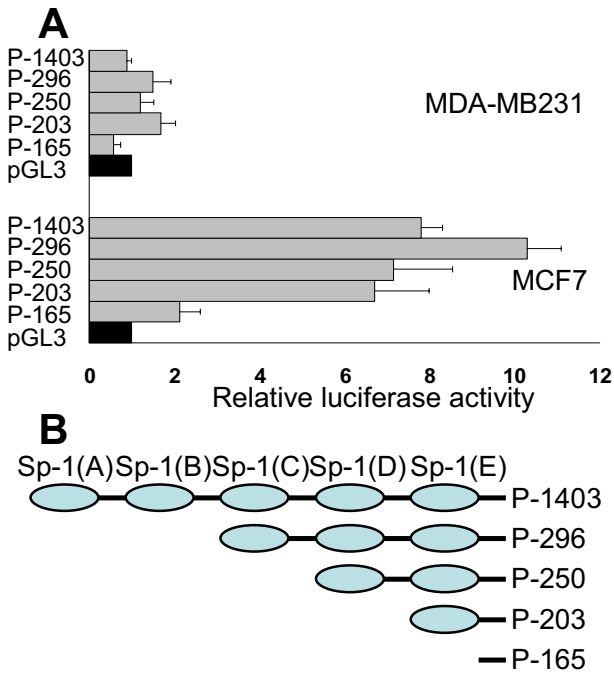 A
P-1403
P-296
P-250
P-203
P-165
pGL3
MDA-MB231
P-1403
P-296
P-250
P-203
P-165
pGL3
MCF7
0 2 4 6 8 10 12
Relative luciferase activity
B
Sp-1(A) Sp-1(B) Sp-1(C) Sp-1(D) Sp-1(E)
P-1403
P-296
P-250
P-203
P-165